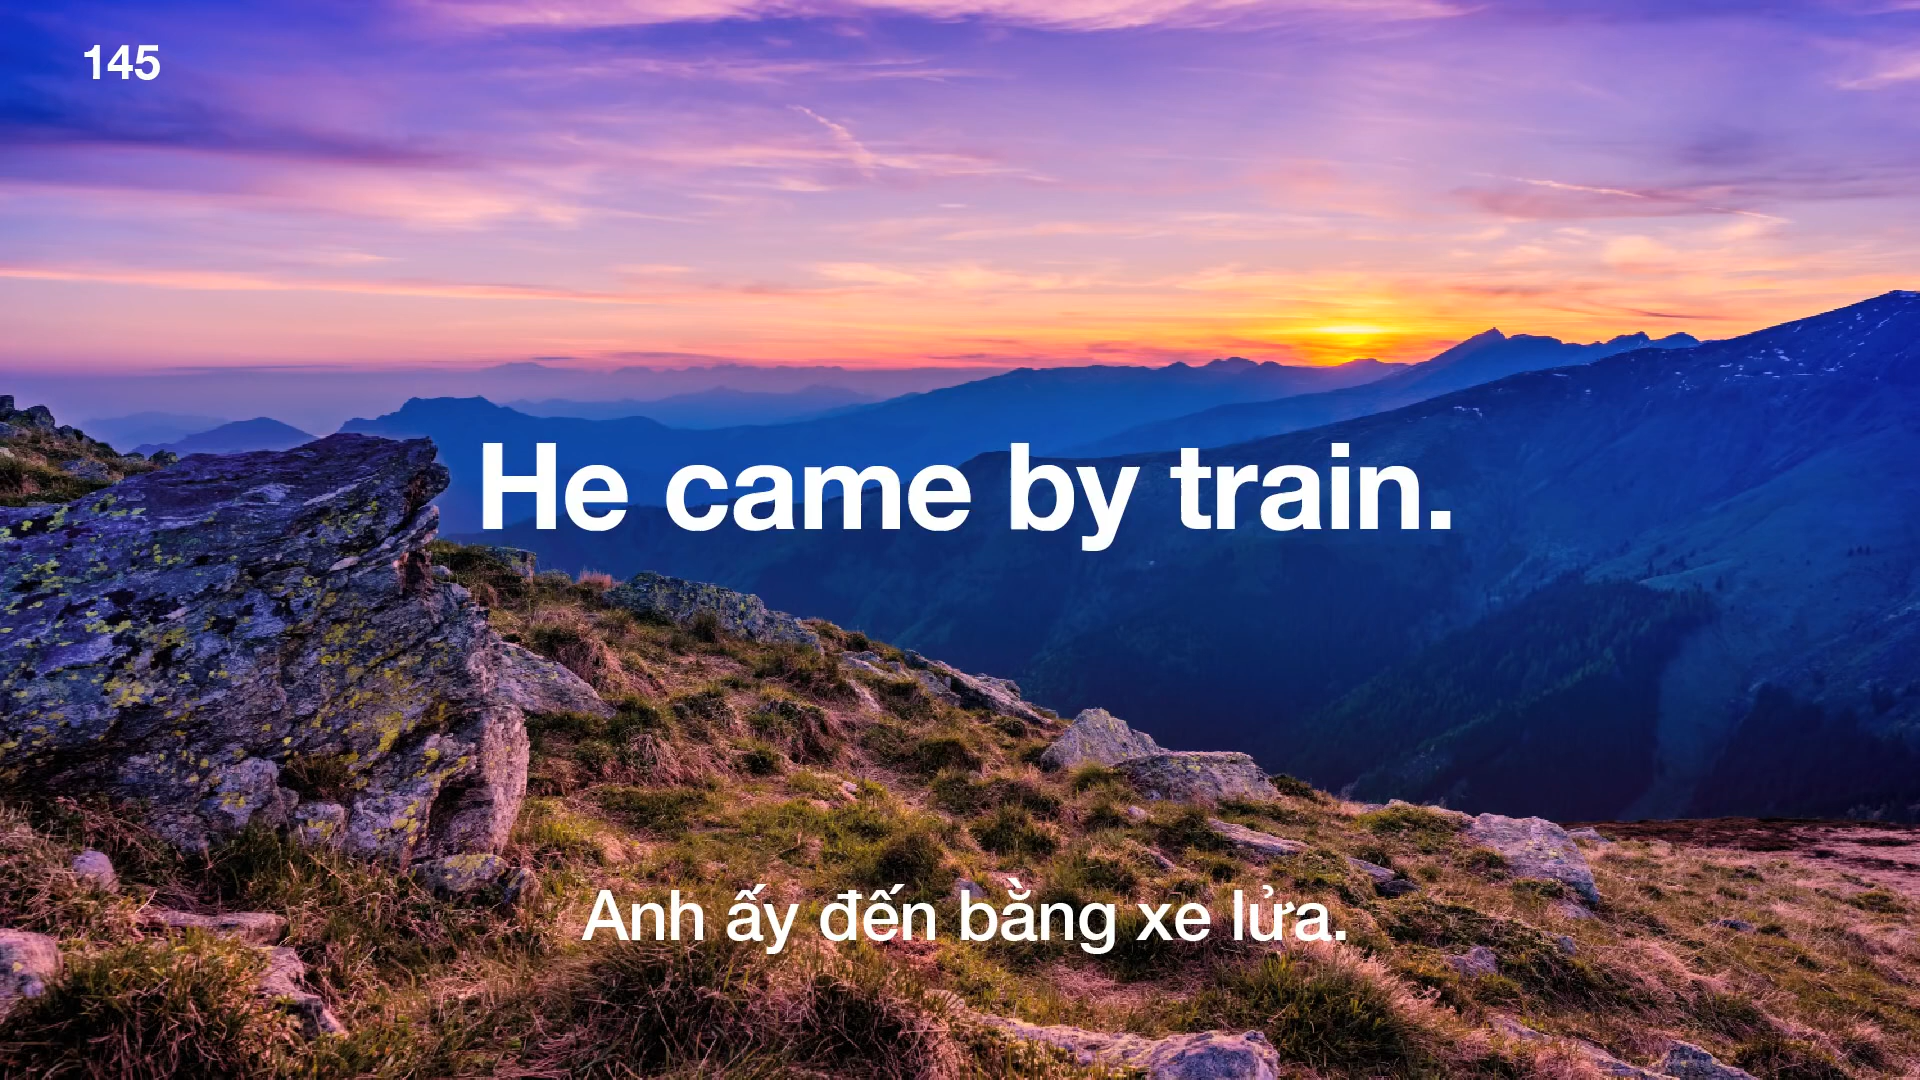 145
He came by train.
Anh ấy đến bằng xe lửa.